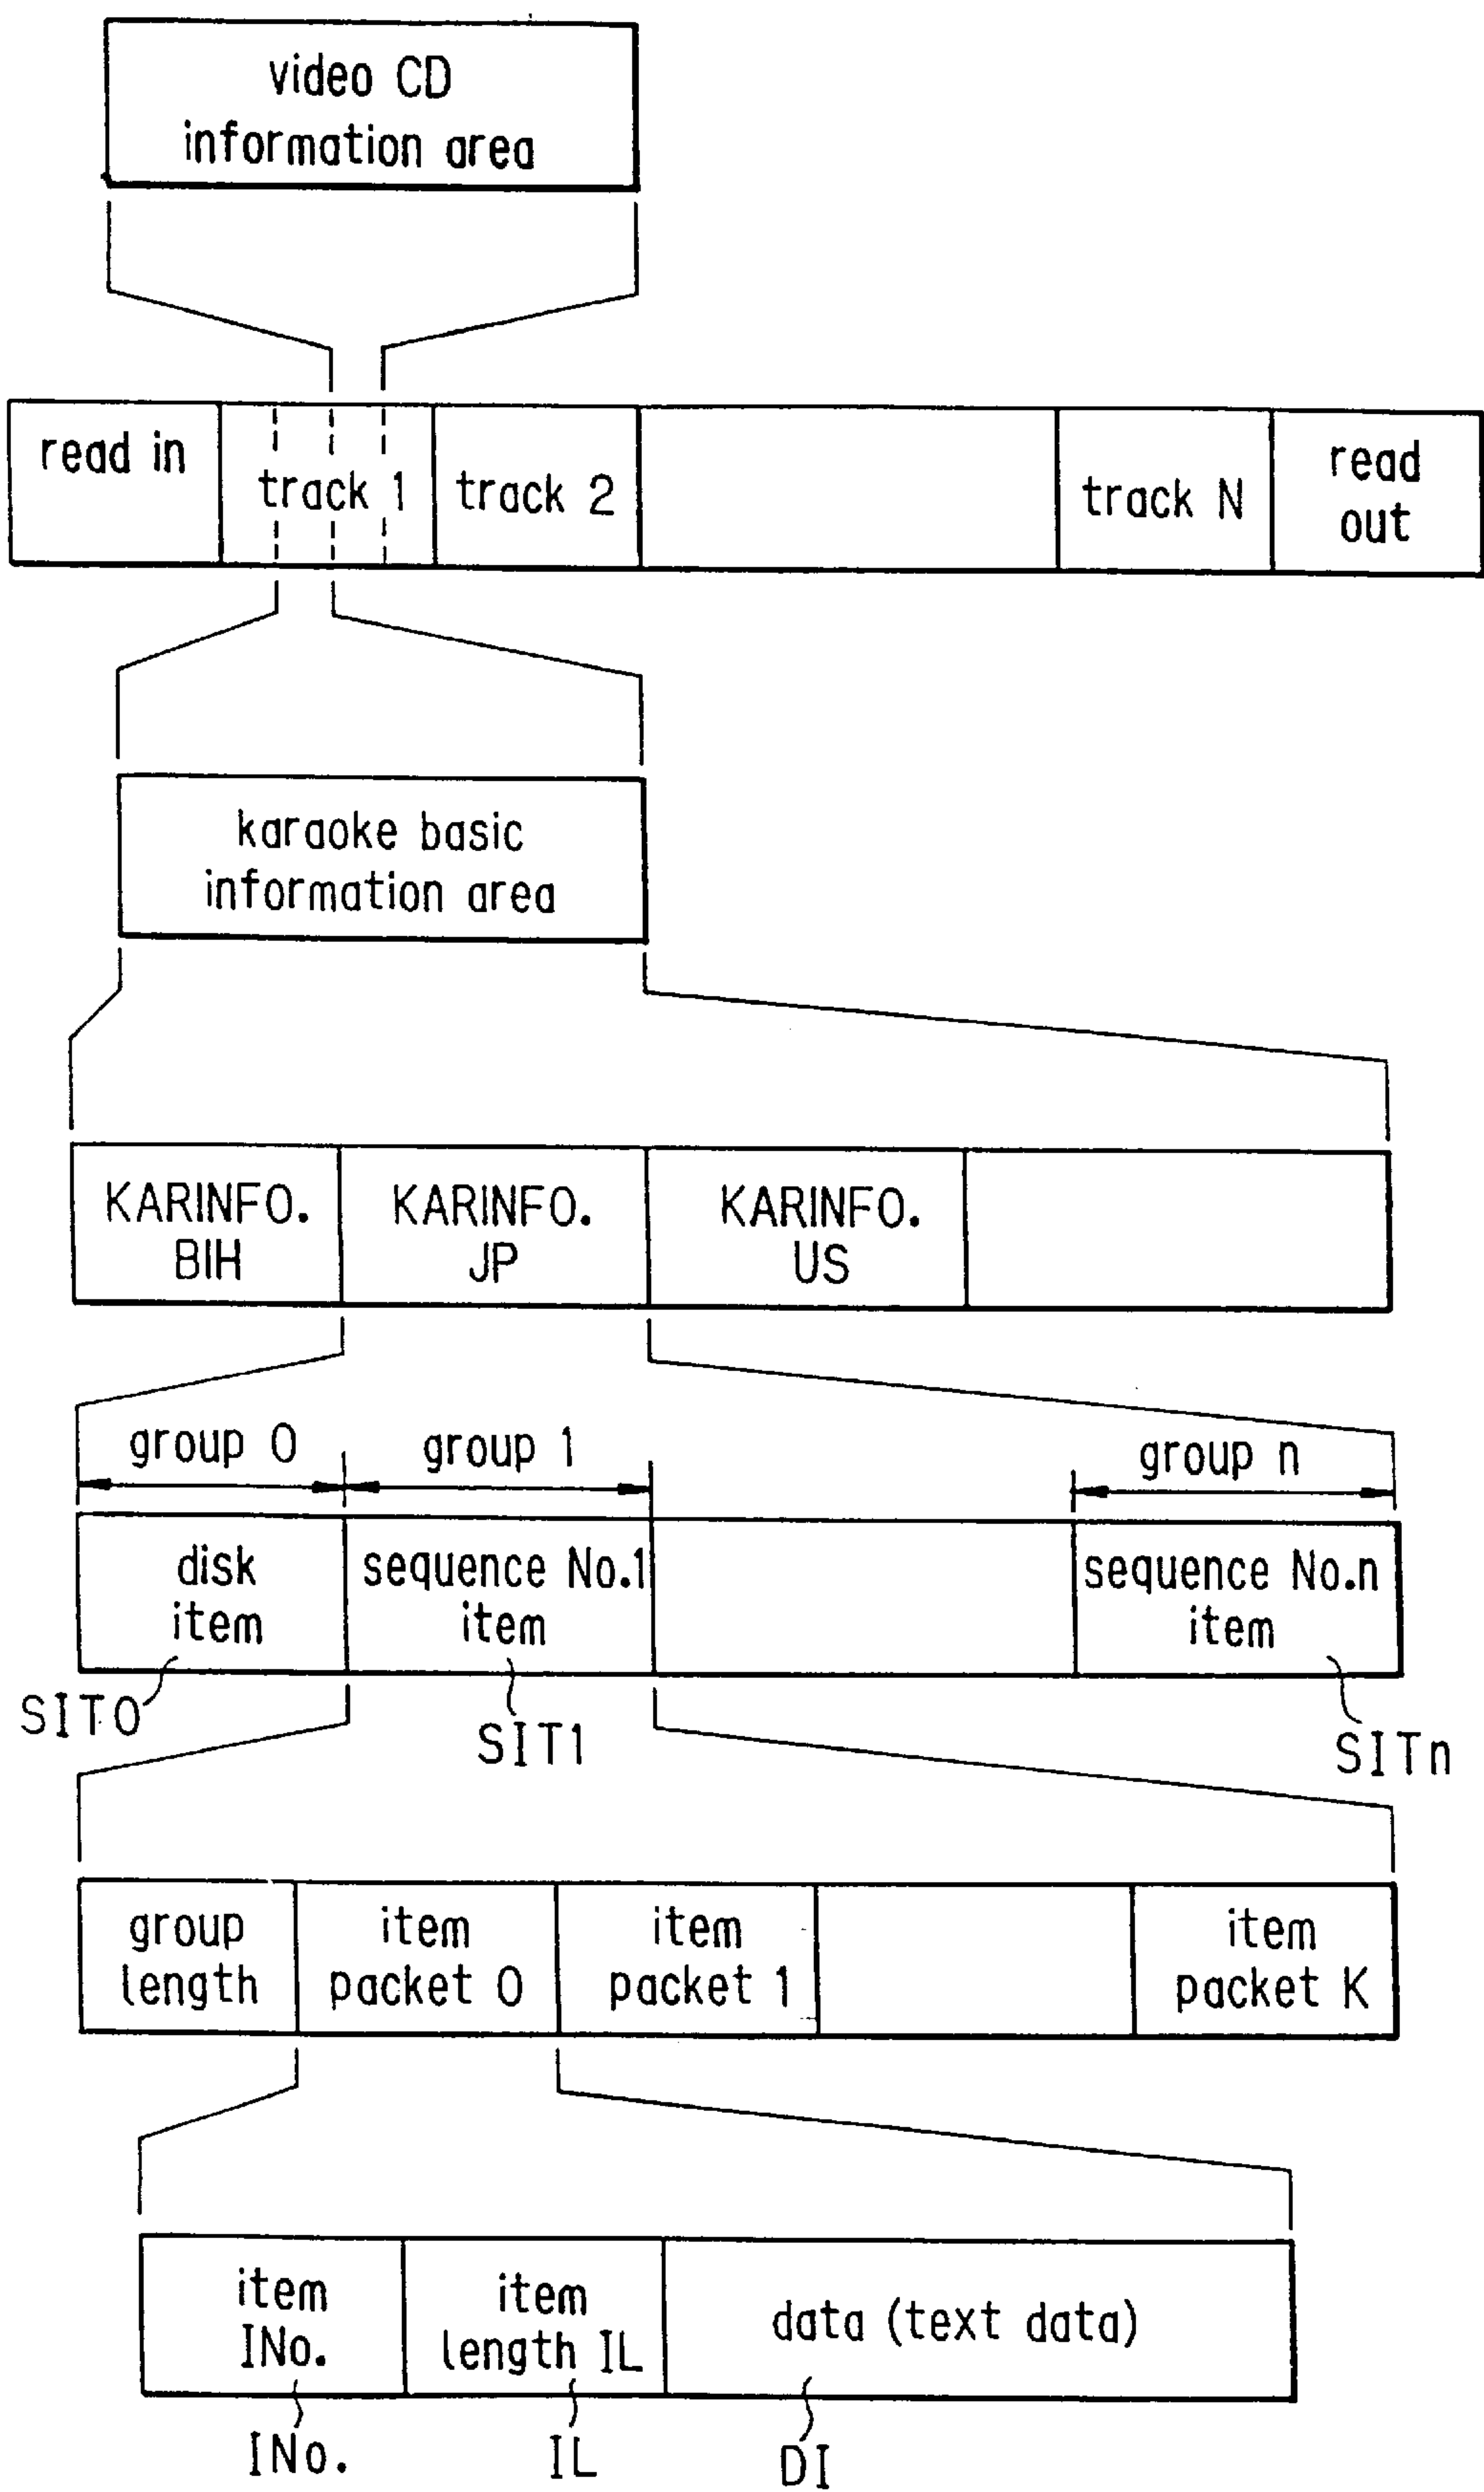 video CD
information area
read in
track 1
track 2
track N
read
out
karaoke basic
information area
KARINFO.
BIH
KARINFO.
JP
KARINFO.
US
group 0
group 1
group n
disk
item
sequence No.1
item
sequence No.n
item
SIT0
SIT1
SITn
group
length
item
packet 0
item
packet 1
item
packet K
item
INo.
item
length IL
data (text data)
INo.
IL
DI